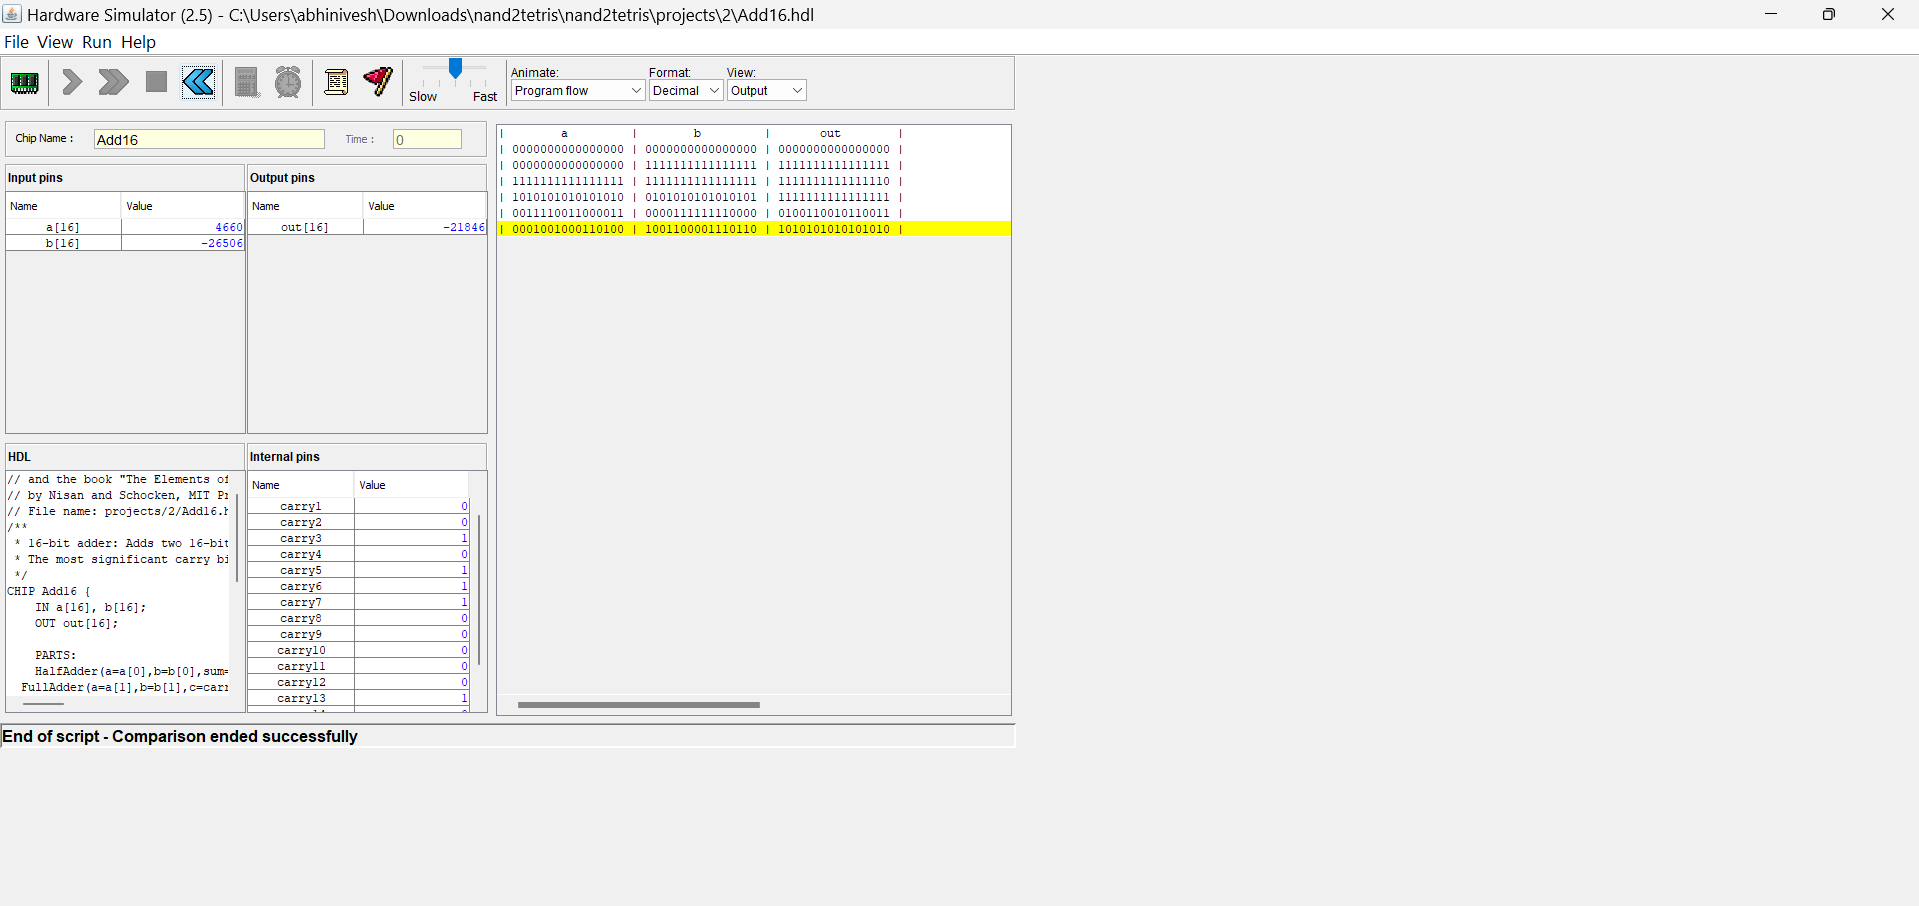 Hardware Simulator (2.5) - C:\Users\abhinivesh\Downloads\nand2tetris\nand2tetris\projects\2\Add16.hdl
File View Run Help
Slow Fast
Animate: Format: View:
Program flow Decimal Output
Chip Name : Add16 Time : 0
Input pins
Name Value
a[16] 4660
b[16] -26506
Output pins
Name Value
out[16] -21846
| a | b | out |
| 0000000000000000 | 0000000000000000 | 0000000000000000 |
| 0000000000000000 | 1111111111111111 | 1111111111111111 |
| 1111111111111111 | 1111111111111111 | 1111111111111110 |
| 1010101010101010 | 0101010101010101 | 1111111111111111 |
| 0011110011000011 | 0000111111110000 | 0100110010110011 |
| 0001001000110100 | 1001100001110110 | 1010101010101010 |
HDL
// and the book "The Elements of
// by Nisan and Schocken, MIT Pr
// File name: projects/2/Add16.h
/**
* 16-bit adder: Adds two 16-bit
* The most significant carry bi
*/
CHIP Add16 {
IN a[16], b[16];
OUT out[16];
PARTS:
HalfAdder(a=a[0],b=b[0],sum=
FullAdder(a=a[1],b=b[1],c=carr
Internal pins
Name Value
carry1 0
carry2 0
carry3 1
carry4 0
carry5 1
carry6 1
carry7 1
carry8 0
carry9 0
carry10 0
carry11 0
carry12 0
carry13 1
End of script - Comparison ended successfully